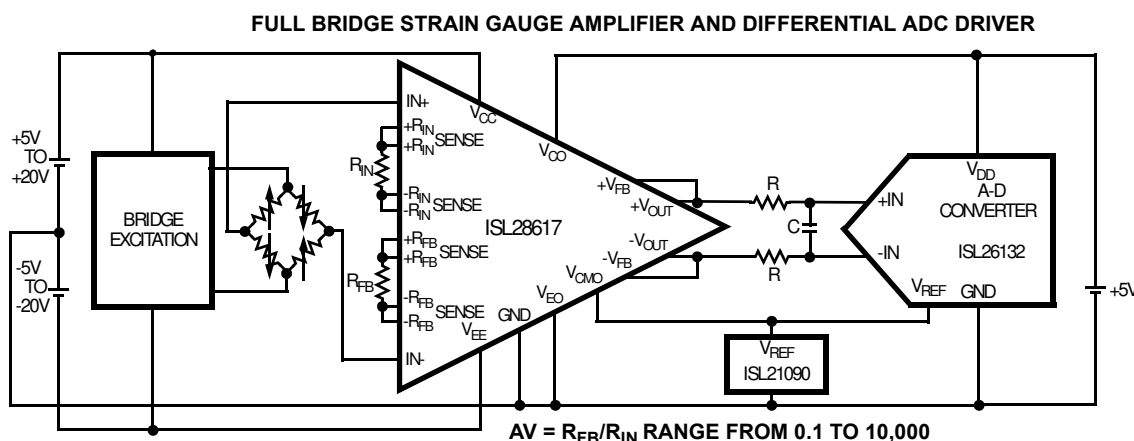 FULL BRIDGE STRAIN GAUGE AMPLIFIER AND DIFFERENTIAL ADC DRIVER
+5V
TO
+20V
-5V
TO
-20V
BRIDGE
EXCITATION
IN+
+RIN SENSE
+RIN
RIN
-RIN
-RIN SENSE
+RFB
+RFB SENSE
RFB
-RFB SENSE
-RFB
IN-
VCC
VCO
ISL28617
+VFB
+VOUT
-VOUT
-VFB
VCMO
VEO
GND
VEE
R
C
R
VDD
A-D
CONVERTER
+IN
-IN
ISL26132
VREF
GND
+5V
VREF
ISL21090
AV = RFB/RIN RANGE FROM 0.1 TO 10,000